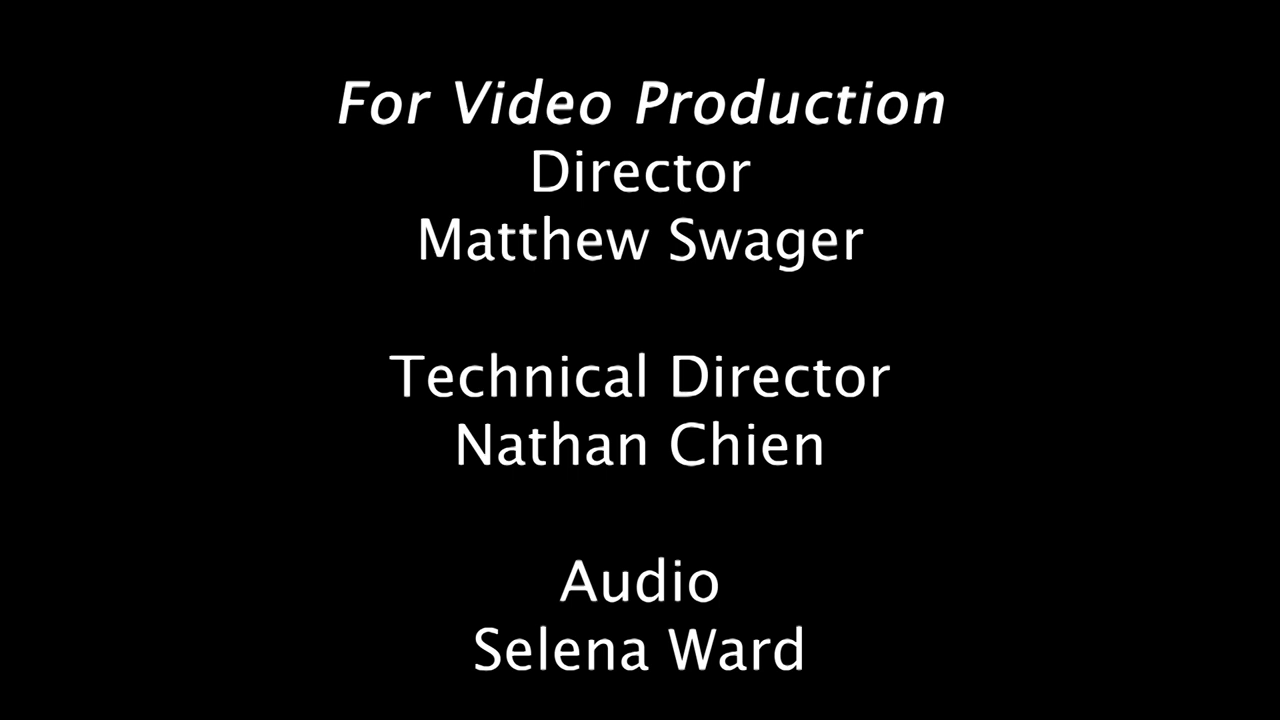 For Video Production
Director
Matthew Swager
Technical Director
Nathan Chien
Audio
Selena Ward